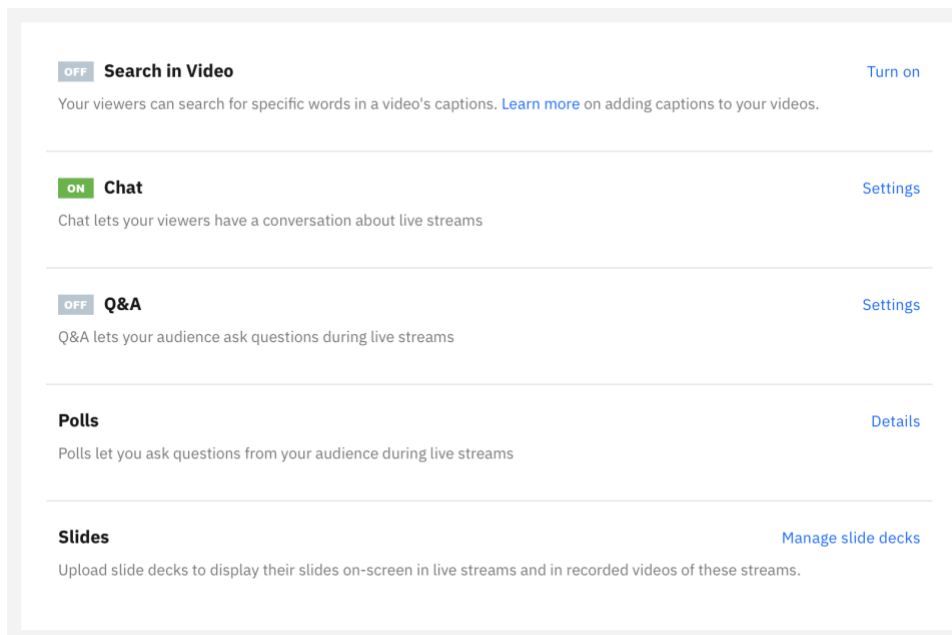 OFF Search in Video Turn on
Your viewers can search for specific words in a video's captions. Learn more on adding captions to your videos.
ON Chat Settings
Chat lets your viewers have a conversation about live streams
OFF Q&A Settings
Q&A lets your audience ask questions during live streams
Polls Details
Polls let you ask questions from your audience during live streams
Slides Manage slide decks
Upload slide decks to display their slides on-screen in live streams and in recorded videos of these streams.